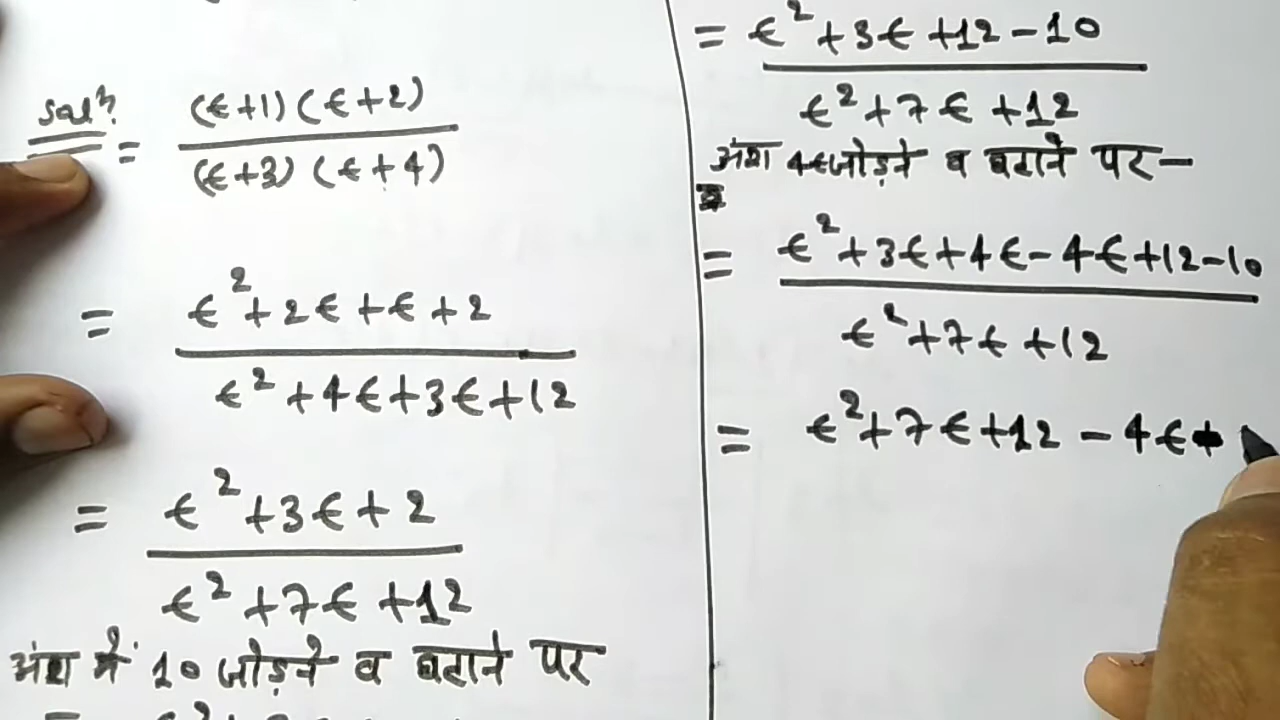 Solⁿ = (ϵ+1)(ϵ+2)
(ϵ+3)(ϵ+4)
= ϵ²+2ϵ+ϵ+2
ϵ²+4ϵ+3ϵ+12
= ϵ²+3ϵ+2
ϵ²+7ϵ+12
अंश में 10 जोड़ने व घटाने पर
= ϵ²+3ϵ+12-10
ϵ²+7ϵ+12
अंश 4ϵ जोड़ने व घटाने पर-
= ϵ²+3ϵ+4ϵ-4ϵ+12-10
ϵ²+7ϵ+12
= ϵ²+7ϵ+12-4ϵ